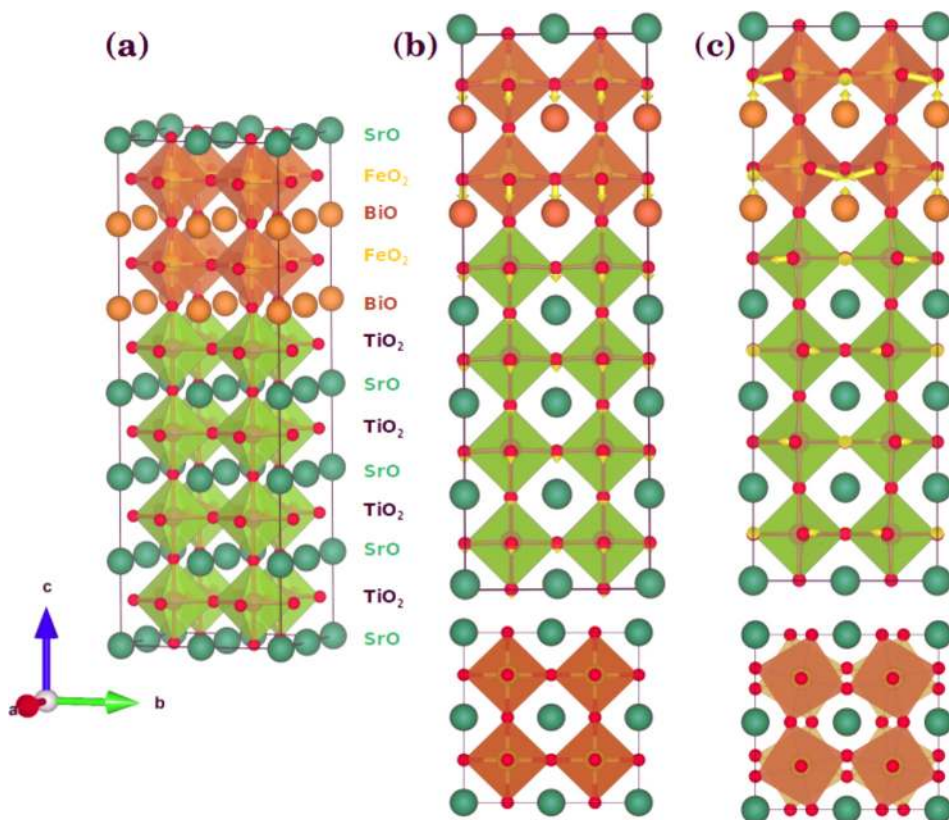 (a)
(b)
(c)
SrO
FeO₂
BiO
FeO₂
BiO
TiO₂
SrO
TiO₂
SrO
TiO₂
SrO
TiO₂
SrO
c
a
b